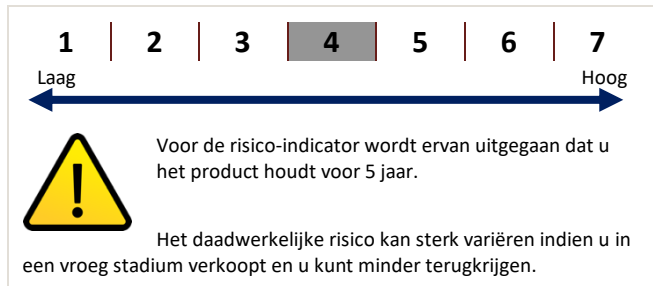 1 2 3 4 5 6 7
Laag Hoog
!
Voor de risico-indicator wordt ervan uitgegaan dat u
het product houdt voor 5 jaar.
Het daadwerkelijke risico kan sterk variëren indien u in
een vroeg stadium verkoopt en u kunt minder terugkrijgen.